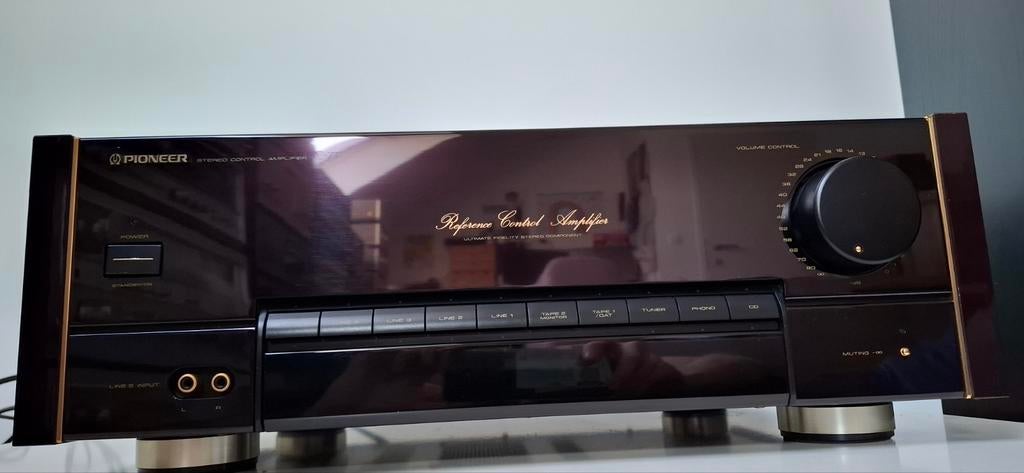 PIONEER STEREO CONTROL AMPLIFIER
VOLUME CONTROL
Reference Control Amplifier
ULTIMATE FIDELITY STEREO COMPONENT
POWER
STANDBY/ON
LINE 3
LINE 2
LINE 1
TAPE 2
MONITOR
TAPE 1
/DAT
TUNER
PHONO
CD
LINE 5 INPUT
L R
MUTING -∞